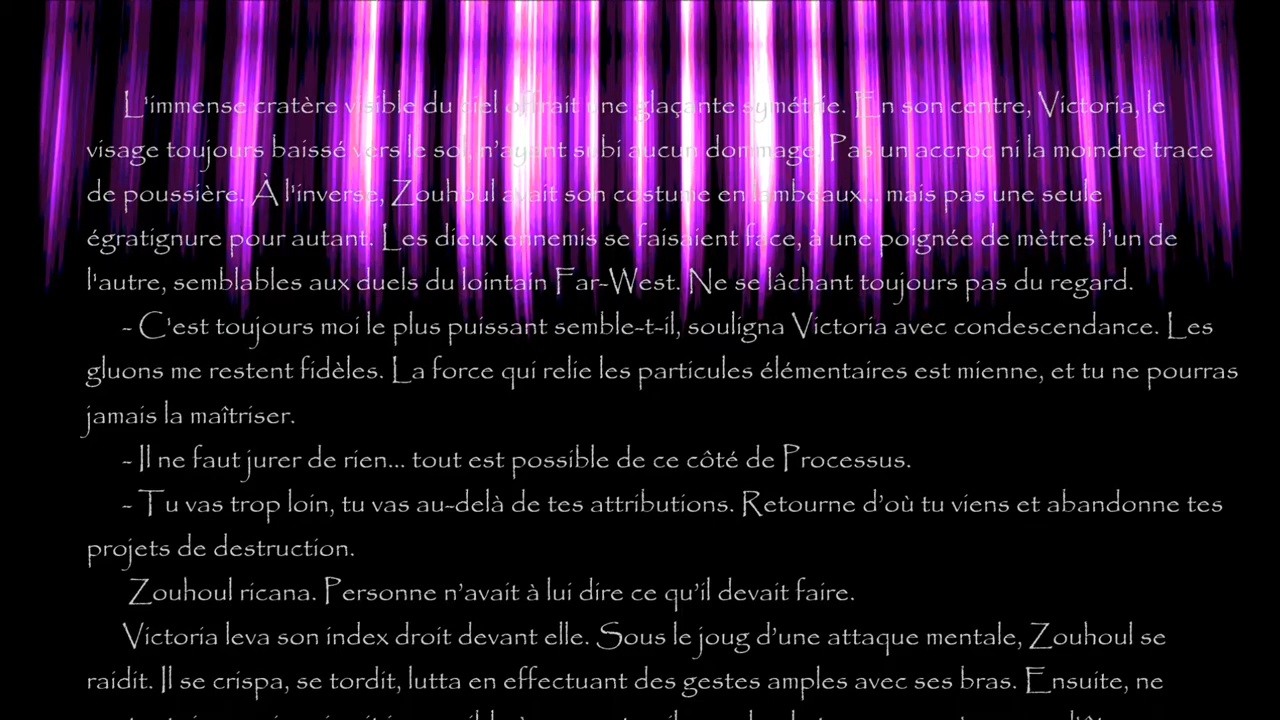 L'immense cratère visible du ciel offrait une glaçante symétrie. En son centre, Victoria, le
visage toujours baissé vers le sol, n'ayant subi aucun dommage. Pas un accroc ni la moindre trace
de poussière. À l'inverse, Zouhoul avait son costume en lambeaux... mais pas une seule
égratignure pour autant. Les dieux ennemis se faisaient face, à une poignée de mètres l'un de
l'autre, semblables aux duels du lointain Far-West. Ne se lâchant toujours pas du regard.
- C'est toujours moi le plus puissant semble-t-il, souligna Victoria avec condescendance. Les
gluons me restent fidèles. La force qui relie les particules élémentaires est mienne, et tu ne pourras
jamais la maîtriser.
- Il ne faut jurer de rien... tout est possible de ce côté de Processus.
- Tu vas trop loin, tu vas au-delà de tes attributions. Retourne d'où tu viens et abandonne tes
projets de destruction.
Zouhoul ricana. Personne n'avait à lui dire ce qu'il devait faire.
Victoria leva son index droit devant elle. Sous le joug d'une attaque mentale, Zouhoul se
raidit. Il se crispa, se tordit, lutta en effectuant des gestes amples avec ses bras. Ensuite, ne